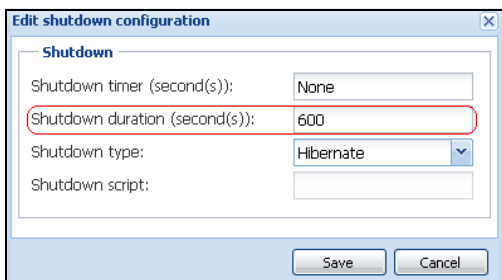 Edit shutdown configuration
Shutdown
Shutdown timer (second(s)): None
Shutdown duration (second(s)): 600
Shutdown type: Hibernate
Shutdown script:
Save Cancel